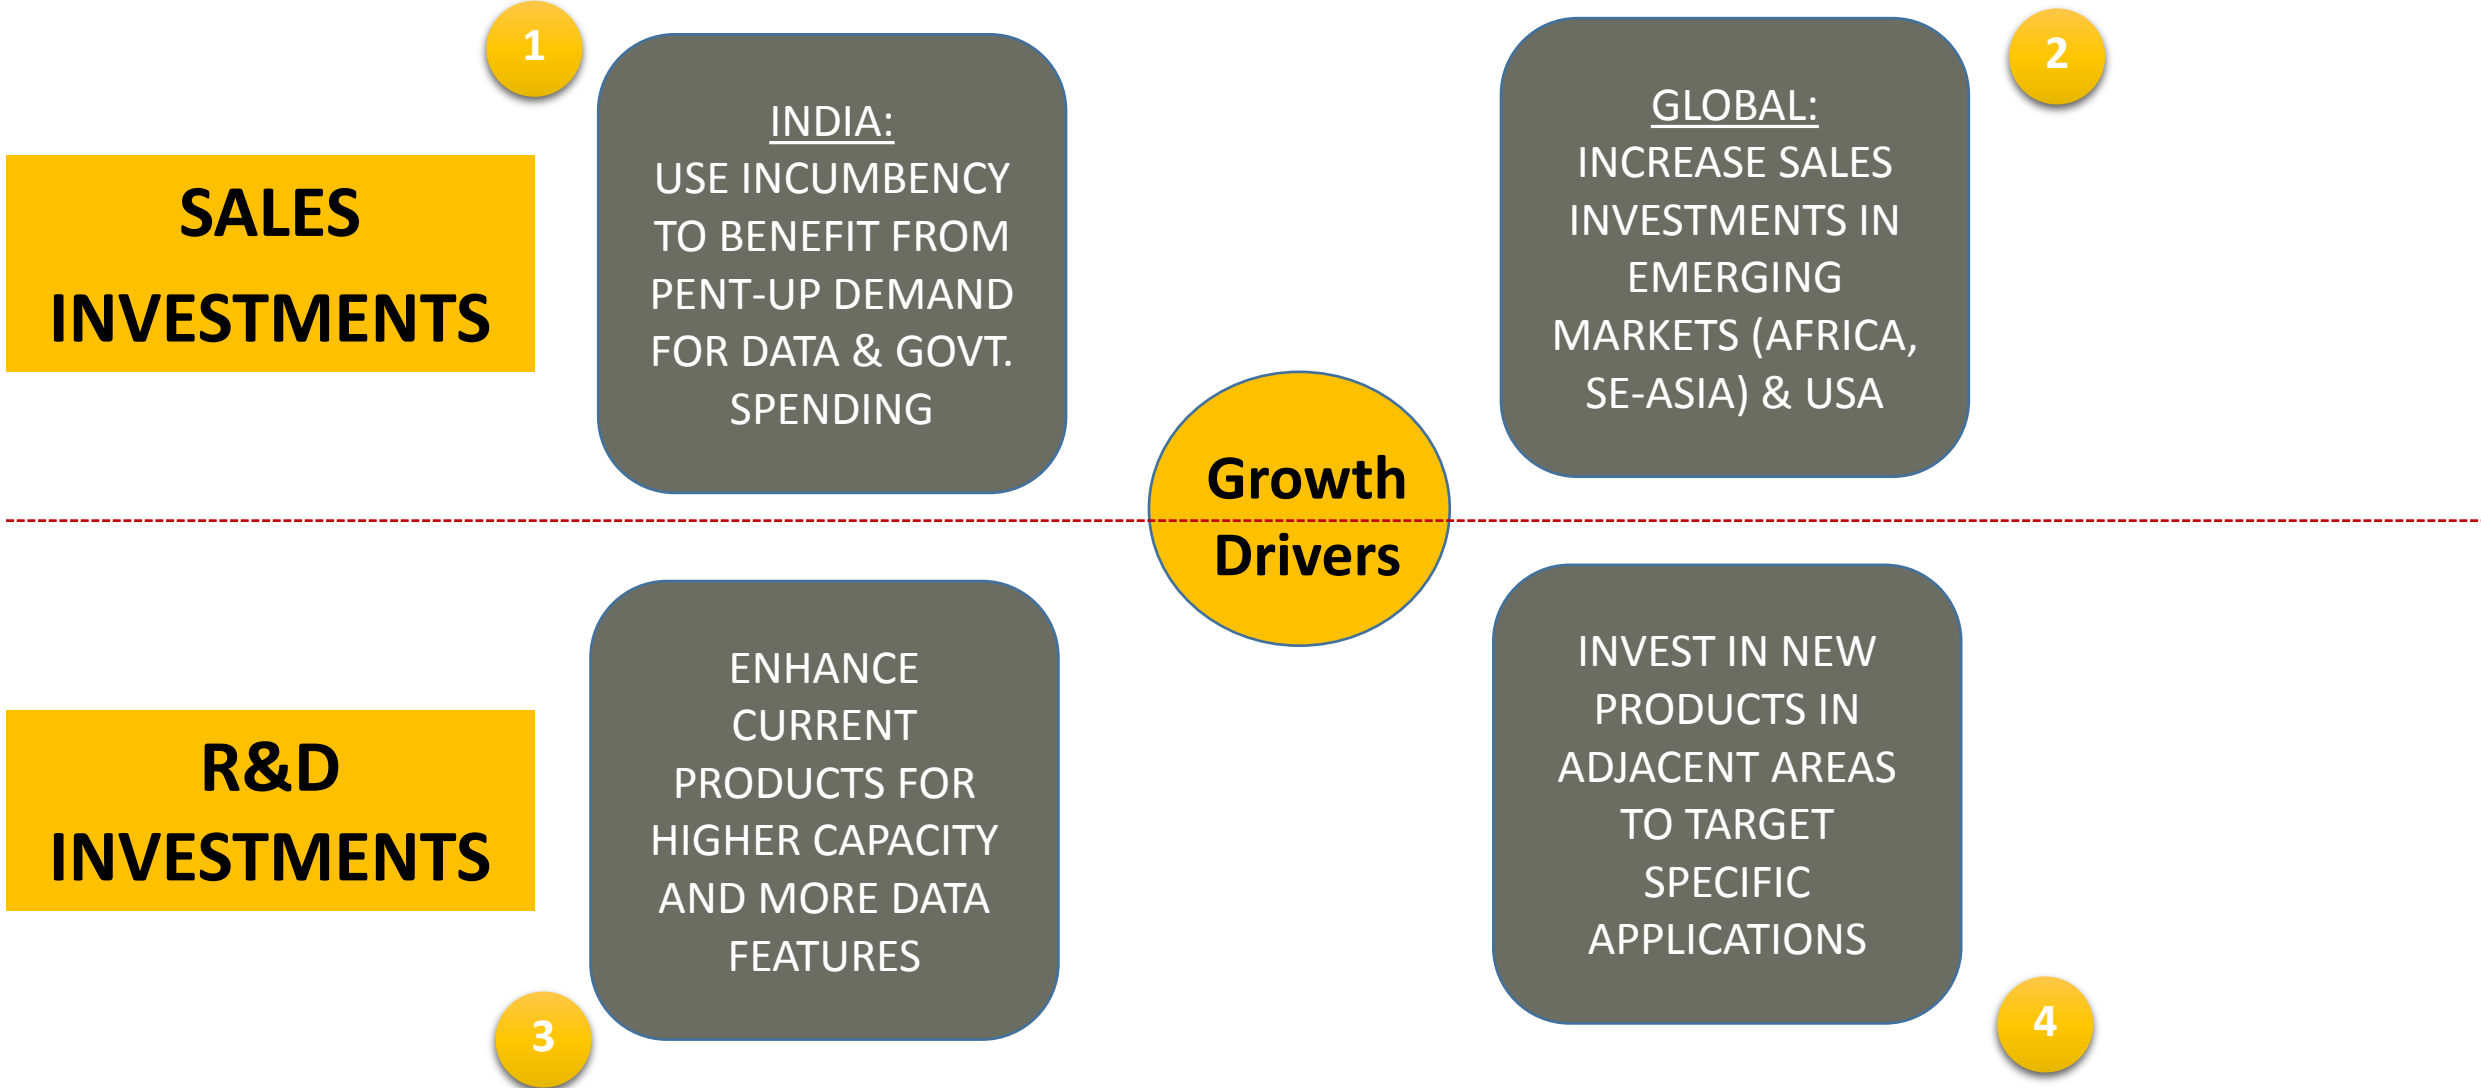 1
INDIA:
USE INCUMBENCY
TO BENEFIT FROM
PENT-UP DEMAND
FOR DATA & GOVT.
SPENDING
2
GLOBAL:
INCREASE SALES
INVESTMENTS IN
EMERGING
MARKETS (AFRICA,
SE-ASIA) & USA
SALES
INVESTMENTS
Growth
Drivers
R&D
INVESTMENTS
ENHANCE
CURRENT
PRODUCTS FOR
HIGHER CAPACITY
AND MORE DATA
FEATURES
3
INVEST IN NEW
PRODUCTS IN
ADJACENT AREAS
TO TARGET
SPECIFIC
APPLICATIONS
4